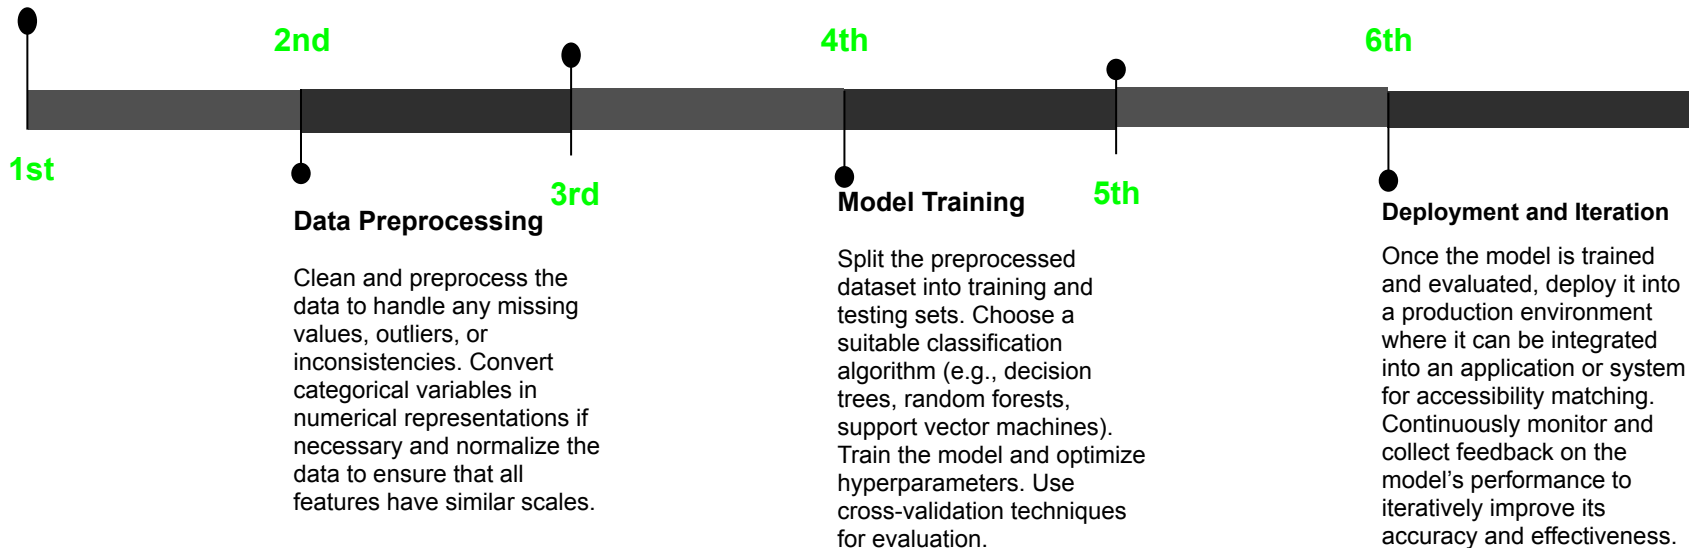 2nd
4th
6th
1st
3rd
5th
Data Preprocessing
Clean and preprocess the
data to handle any missing
values, outliers, or
inconsistencies. Convert
categorical variables in
numerical representations if
necessary and normalize the
data to ensure that all
features have similar scales.
Model Training
Split the preprocessed
dataset into training and
testing sets. Choose a
suitable classification
algorithm (e.g., decision
trees, random forests,
support vector machines).
Train the model and optimize
hyperparameters. Use
cross-validation techniques
for evaluation.
Deployment and Iteration
Once the model is trained
and evaluated, deploy it into
a production environment
where it can be integrated
into an application or system
for accessibility matching.
Continuously monitor and
collect feedback on the
model’s performance to
iteratively improve its
accuracy and effectiveness.